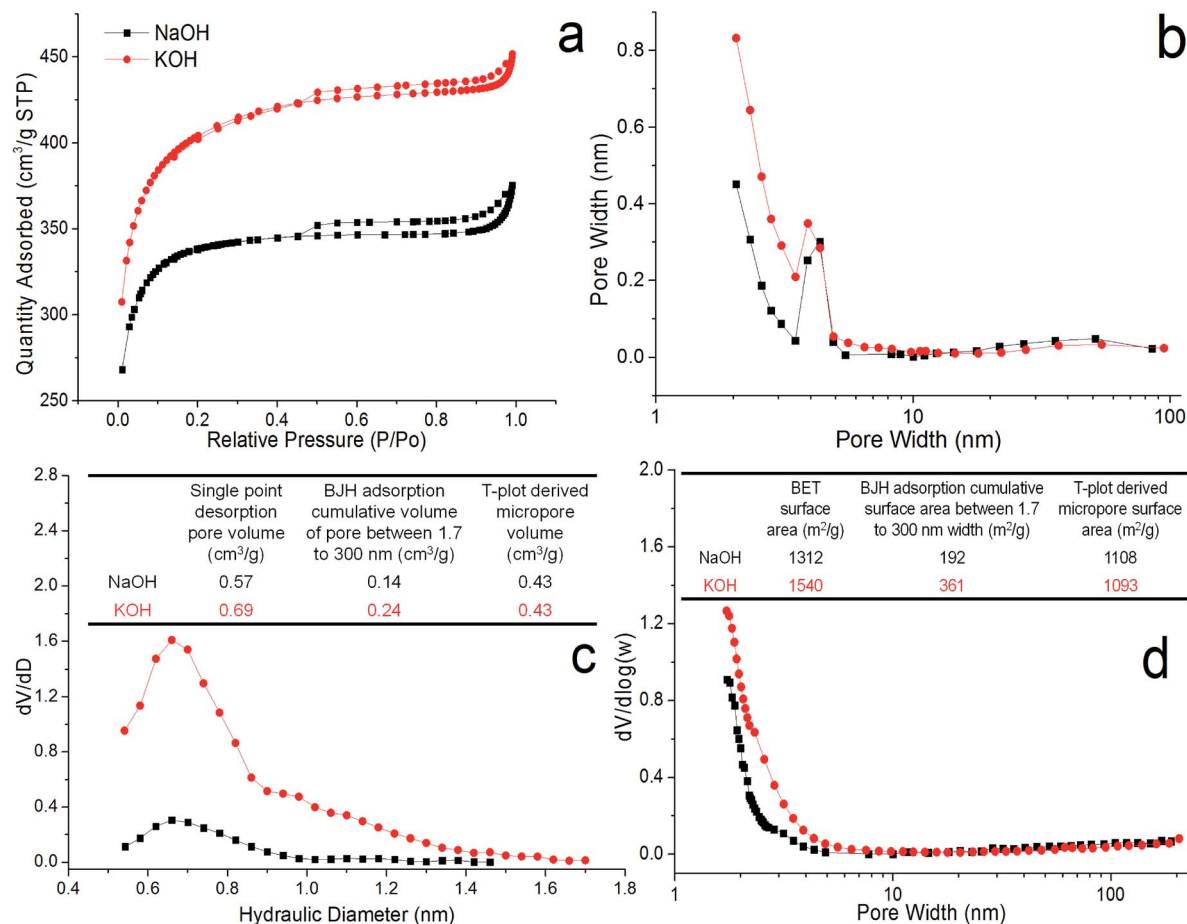 a
NaOH
KOH
450
400
350
300
250
Quantity Adsorbed (cm³/g STP)
0.0 0.2 0.4 0.6 0.8 1.0
Relative Pressure (P/Po)
b
0.8
0.6
0.4
0.2
0.0
Pore Width (nm)
1 10 100
Pore Width (nm)
c
2.8
2.4
2.0
1.6
1.2
0.8
0.4
0.0
dV/dD
Single point desorption pore volume (cm³/g) BJH adsorption cumulative volume of pore between 1.7 to 300 nm (cm³/g) T-plot derived micropore volume (cm³/g)
NaOH 0.57 0.14 0.43
KOH 0.69 0.24 0.43
0.4 0.6 0.8 1.0 1.2 1.4 1.6 1.8
Hydraulic Diameter (nm)
d
2.0
1.6
1.2
0.8
0.4
0.0
dV/dlog(w)
BET surface area (m²/g) BJH adsorption cumulative surface area between 1.7 to 300 nm width (m²/g) T-plot derived micropore surface area (m²/g)
NaOH 1312 192 1108
KOH 1540 361 1093
1 10 100
Pore Width (nm)